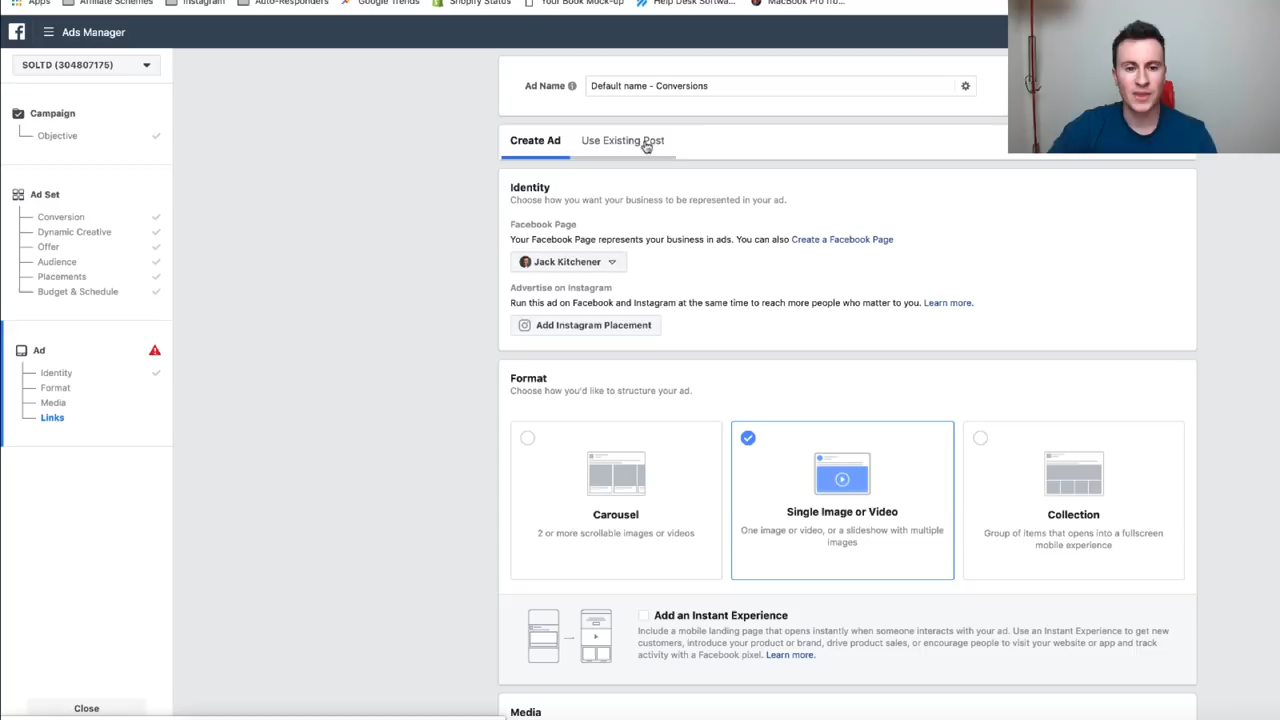 Apps
Affiliate Schemes
Instagram
Auto-Responders
Google Trends
Shopify Status
Your Book Mock-up
Help Desk Softwa...
MacBook Pro
Ads Manager
SOLTD (304807175)
Campaign
Objective
Ad Set
Conversion
Dynamic Creative
Offer
Audience
Placements
Budget & Schedule
Ad
Identity
Format
Media
Links
Close
Ad Name
Default name - Conversions
Create Ad
Use Existing Post
Identity
Choose how you want your business to be represented in your ad.
Facebook Page
Your Facebook Page represents your business in ads. You can also Create a Facebook Page
Jack Kitchener
Advertise on Instagram
Run this ad on Facebook and Instagram at the same time to reach more people who matter to you. Learn more.
Add Instagram Placement
Format
Choose how you'd like to structure your ad.
Carousel
2 or more scrollable images or videos
Single Image or Video
One image or video, or a slideshow with multiple
images
Collection
Group of items that opens into a fullscreen
mobile experience
Add an Instant Experience
Include a mobile landing page that opens instantly when someone interacts with your ad. Use an Instant Experience to get new
customers, introduce your product or brand, drive product sales, or encourage people to visit your website or app and track
activity with a Facebook pixel. Learn more.
Media